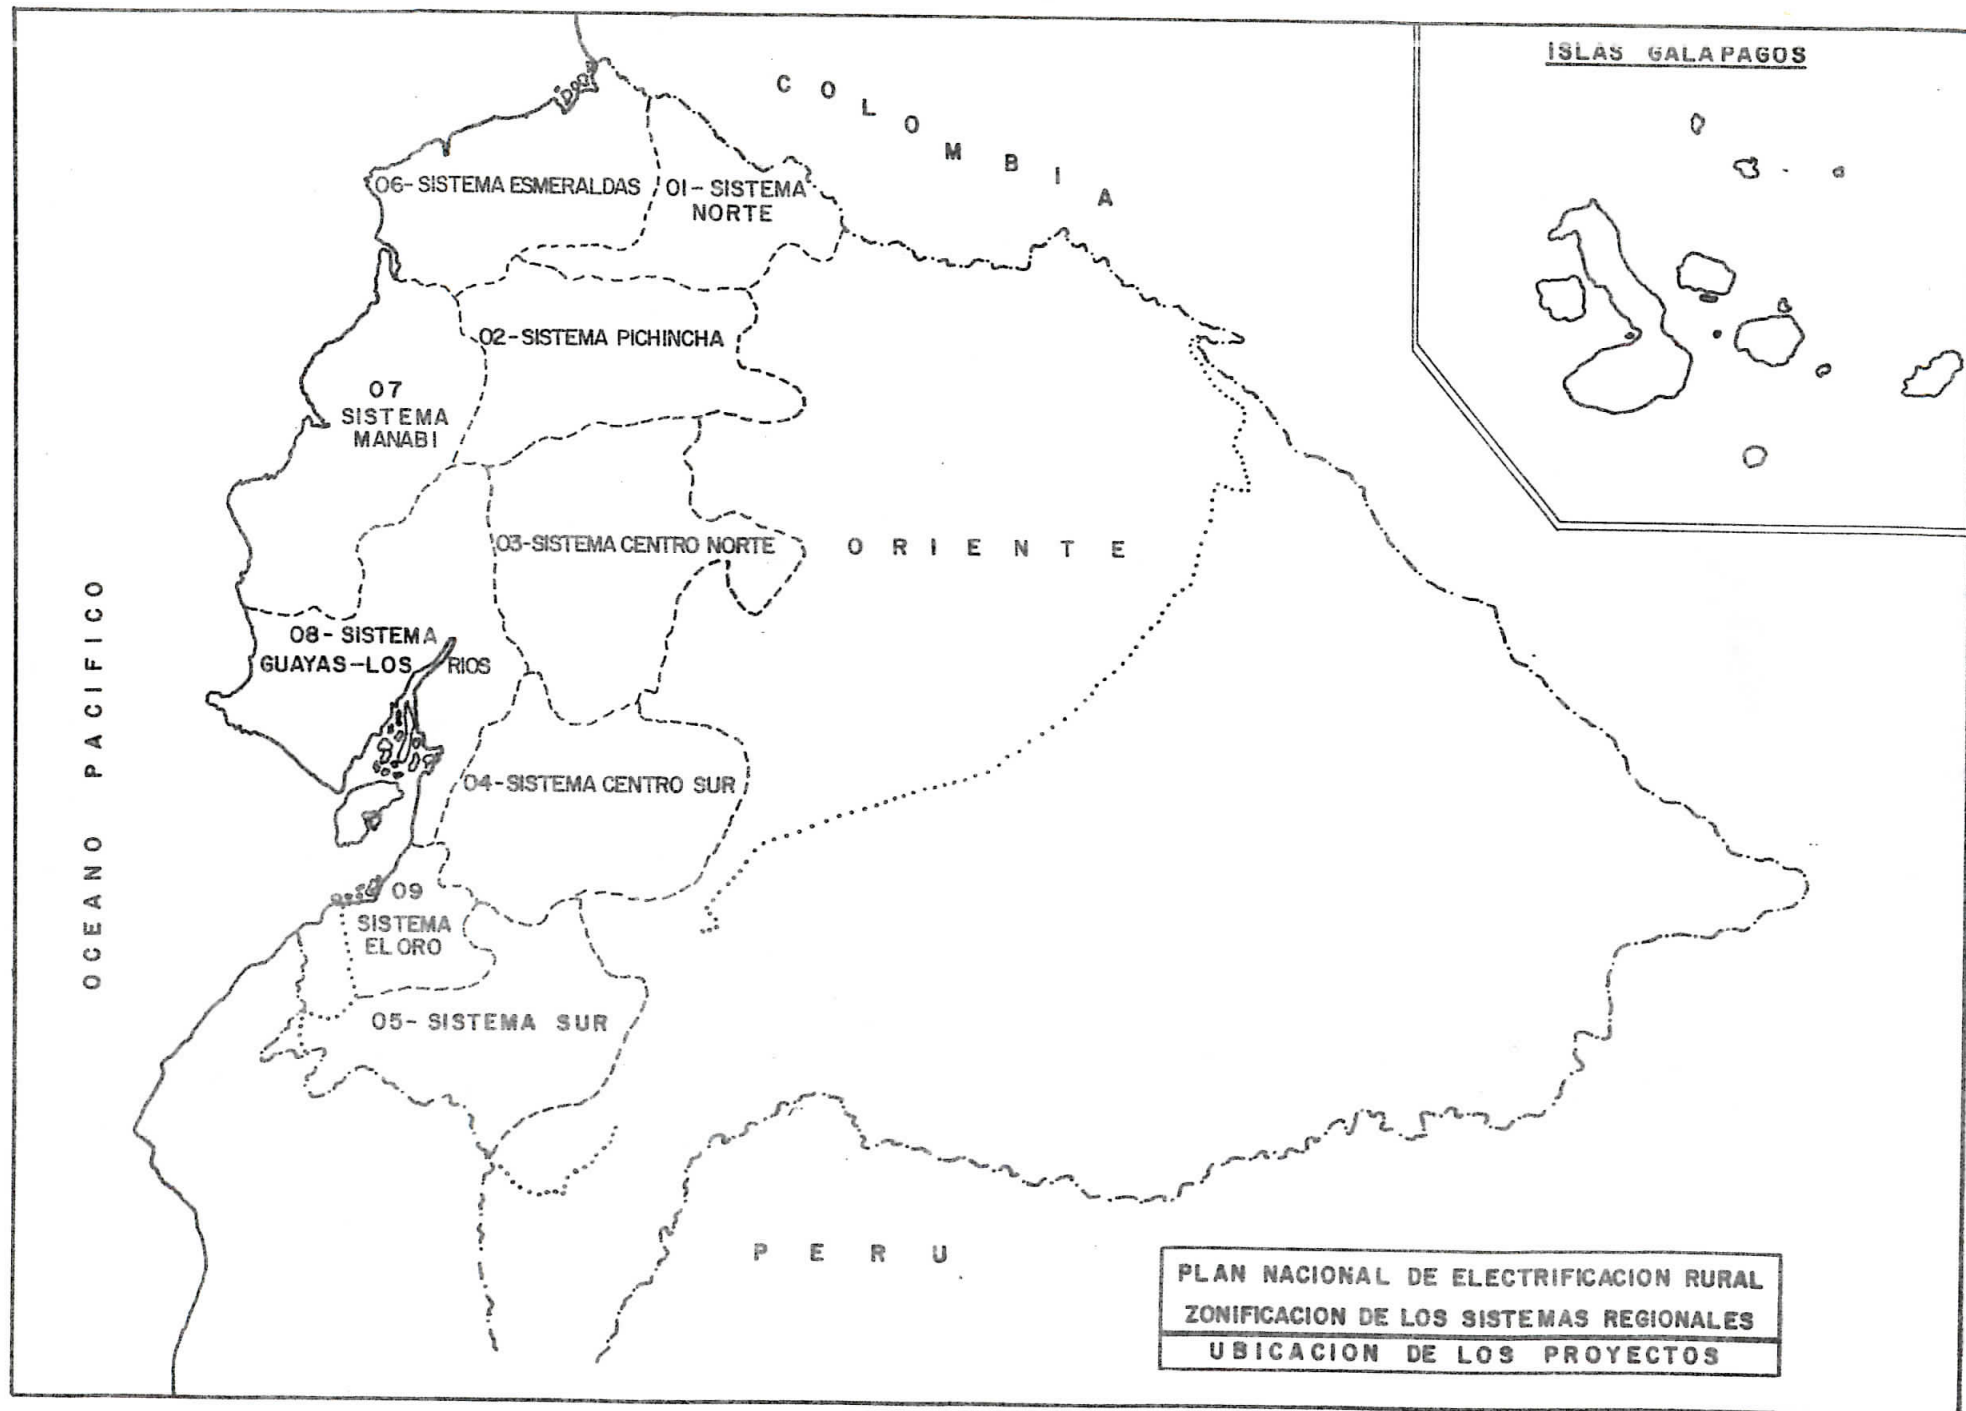 ISLAS GALAPAGOS
COLOMBIA
06-SISTEMA ESMERALDAS
01-SISTEMA
NORTE
02-SISTEMA PICHINCHA
07
SISTEMA
MANABI
03-SISTEMA CENTRO NORTE
ORIENTE
OCEANO PACIFICO
08-SISTEMA
GUAYAS-LOS RIOS
04-SISTEMA CENTRO SUR
09
SISTEMA
EL ORO
05-SISTEMA SUR
PERU
PLAN NACIONAL DE ELECTRIFICACION RURAL
ZONIFICACION DE LOS SISTEMAS REGIONALES
UBICACION DE LOS PROYECTOS